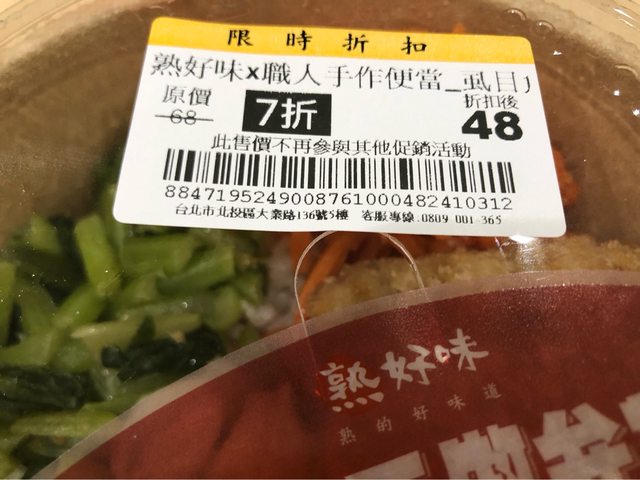 限時折扣
熟好味x職人手作便當_虱目
原價
68
7折
折扣後
48
此售價不再參與其他促銷活動
8847195249008761000482410312
台北市北投區大業路136號5樓 客服專線:0809 001-365
熟好味
熟的好味道